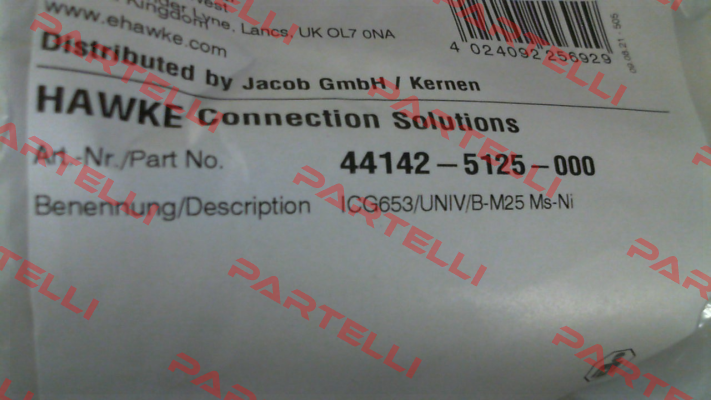 www.ehawke.com
Kingdom
Lyne, Lancs, UK OL7 0NA
4 024092 256929
Distributed by Jacob GmbH / Kernen
HAWKE Connection Solutions
Art.-Nr./Part No. 44142-5125-000
Benennung/Description ICG653/UNIV/B-M25 Ms-Ni
PARTELLI
PARTELLI
PARTELLI
PARTELLI
PARTELLI